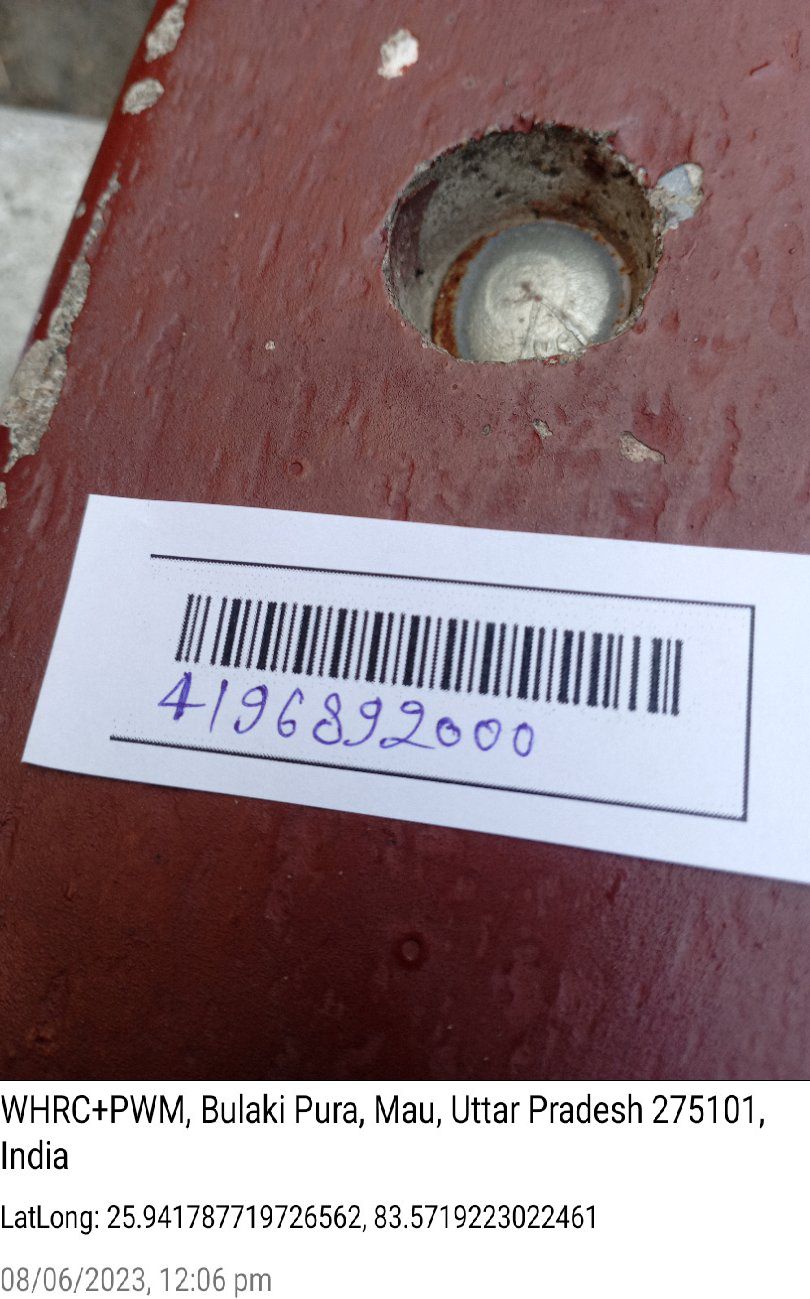 4196892000
WHRC+PWM, Bulaki Pura, Mau, Uttar Pradesh 275101,
India
LatLong: 25.941787719726562, 83.5719223022461
08/06/2023, 12:06 pm